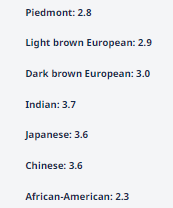 Piedmont: 2.8
Light brown European: 2.9
Dark brown European: 3.0
Indian: 3.7
Japanese: 3.6
Chinese: 3.6
African-American: 2.3